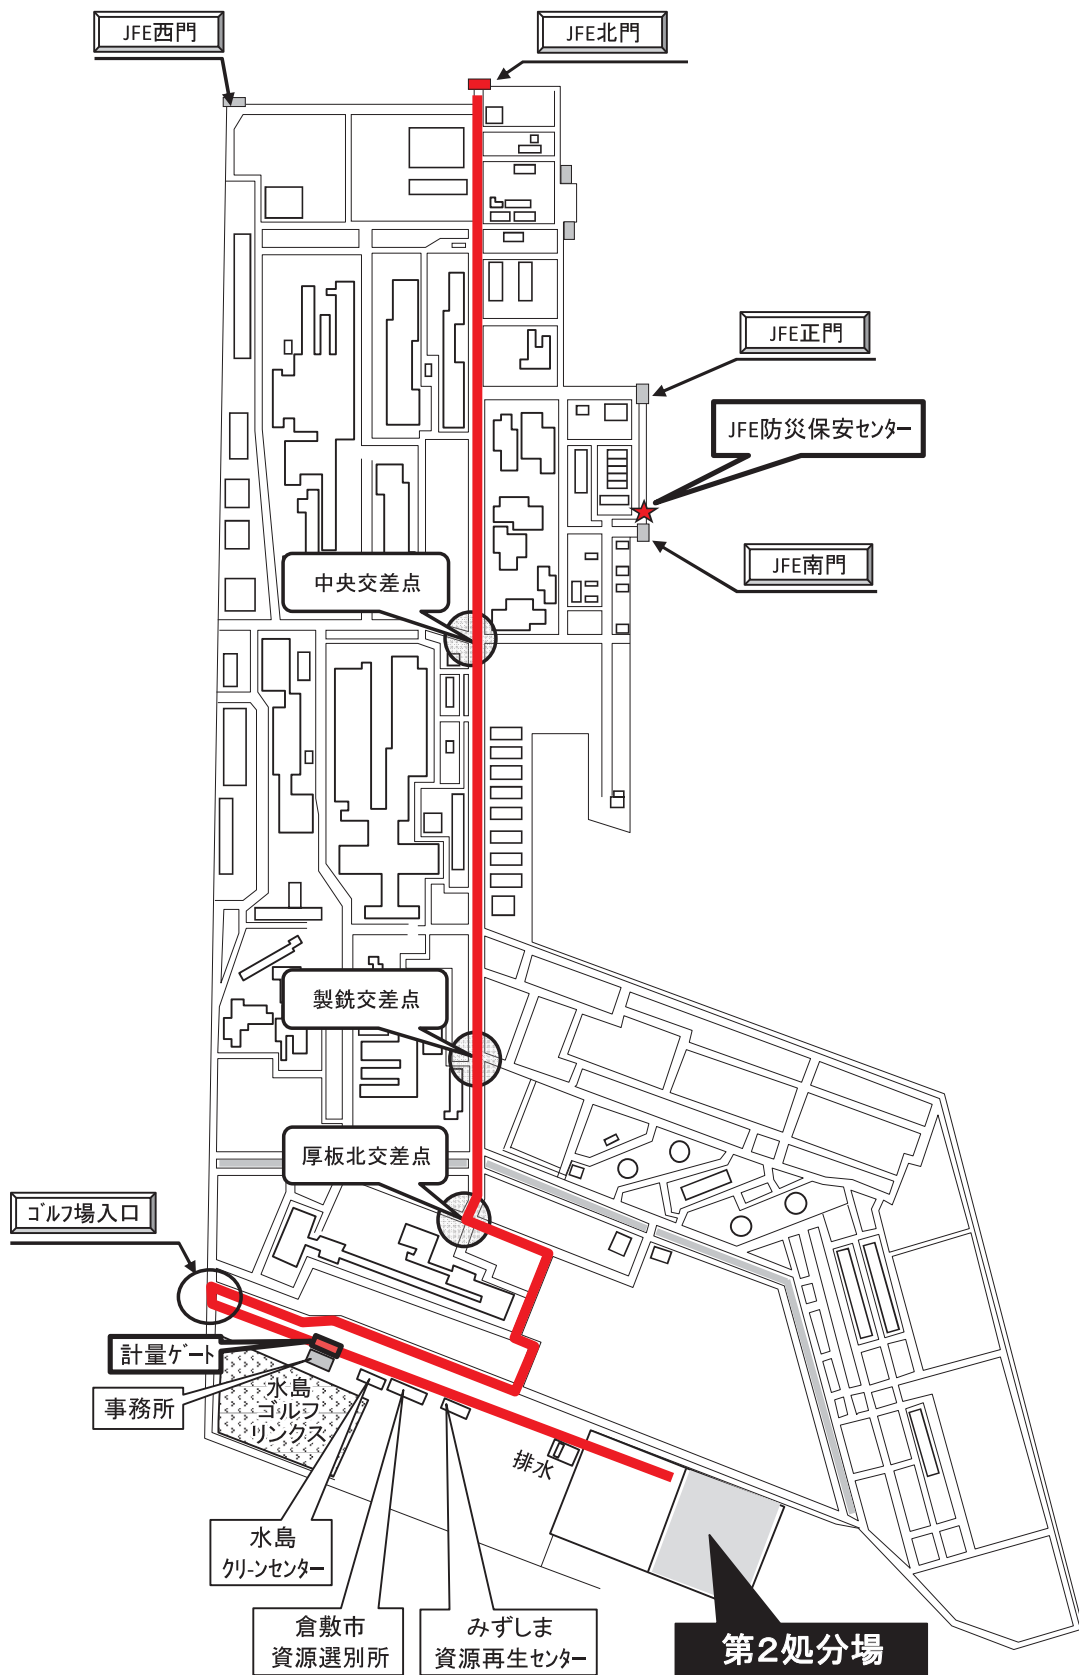 JFE西門
JFE北門
JFE正門
JFE防災保安センター
JFE南門
中央交差点
製銑交差点
厚板北交差点
ゴルフ場入口
計量ゲート
事務所
水島
ゴルフ
リンクス
排水
水島
クリーンセンター
倉敷市
資源選別所
みずしま
資源再生センター
第2処分場